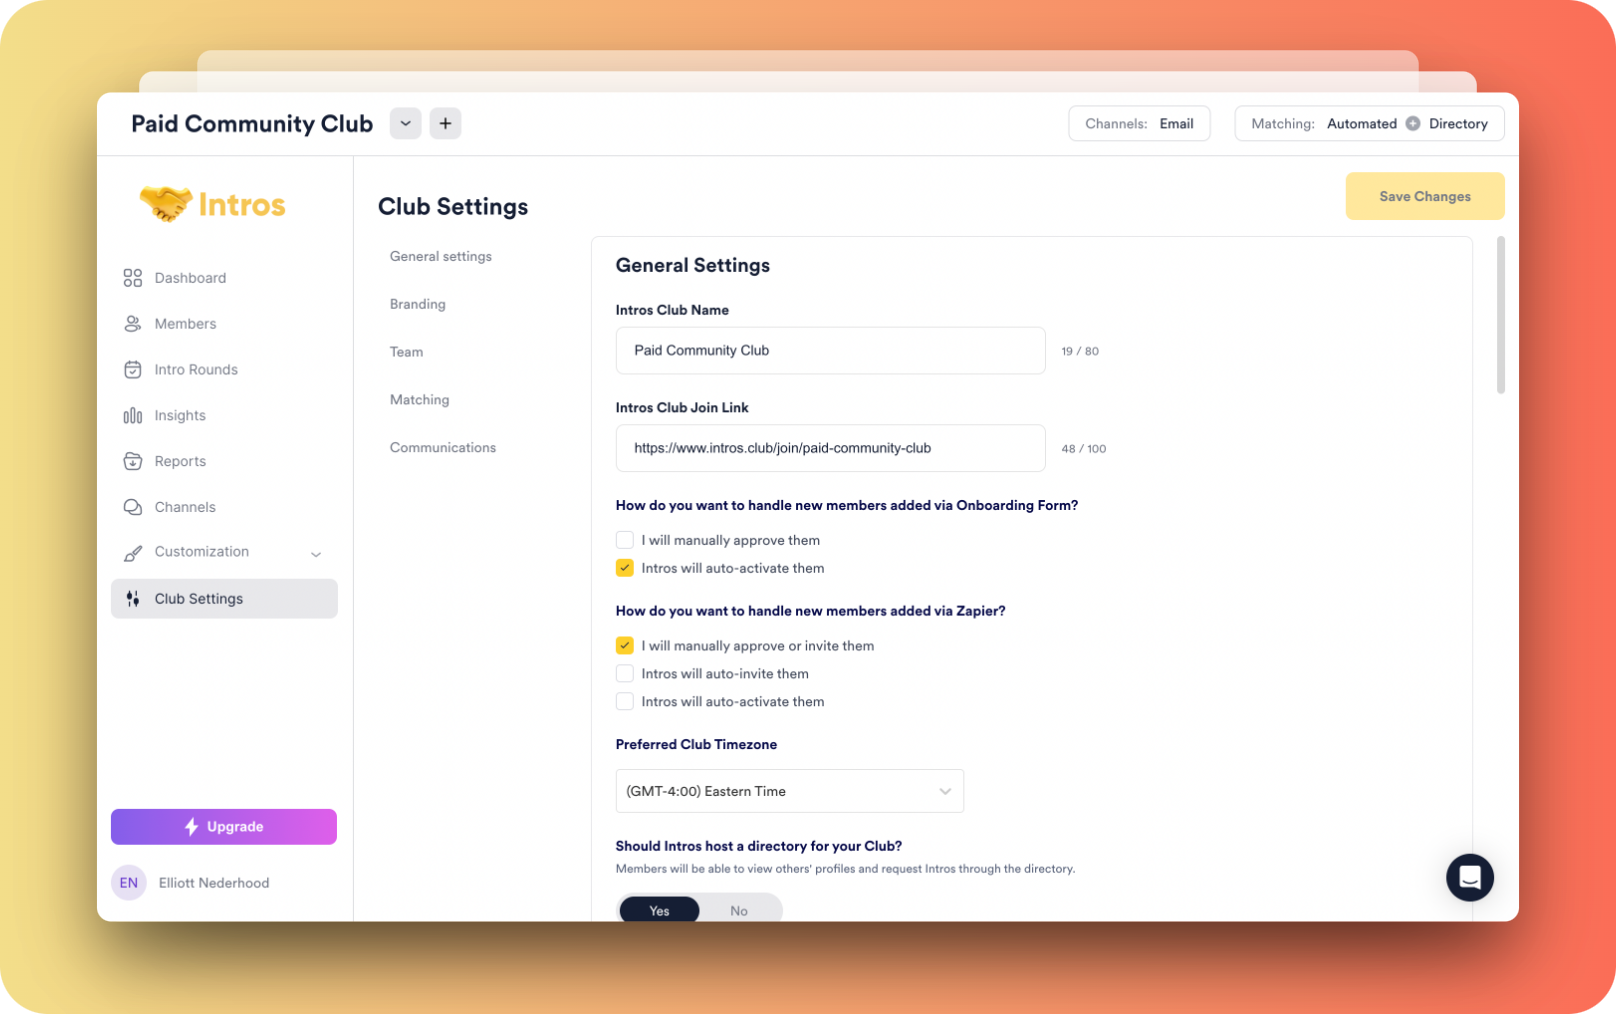 Paid Community Club
Channels: Email
Matching: Automated + Directory
Intros
Dashboard
Members
Intro Rounds
Insights
Reports
Channels
Customization
Club Settings
Upgrade
EN Elliott Nederhood
Club Settings
Save Changes
General settings
Branding
Team
Matching
Communications
General Settings
Intros Club Name
Paid Community Club
19 / 80
Intros Club Join Link
https://www.intros.club/join/paid-community-club
48 / 100
How do you want to handle new members added via Onboarding Form?
I will manually approve them
Intros will auto-activate them
How do you want to handle new members added via Zapier?
I will manually approve or invite them
Intros will auto-invite them
Intros will auto-activate them
Preferred Club Timezone
(GMT-4:00) Eastern Time
Should Intros host a directory for your Club?
Members will be able to view others' profiles and request Intros through the directory.
Yes No